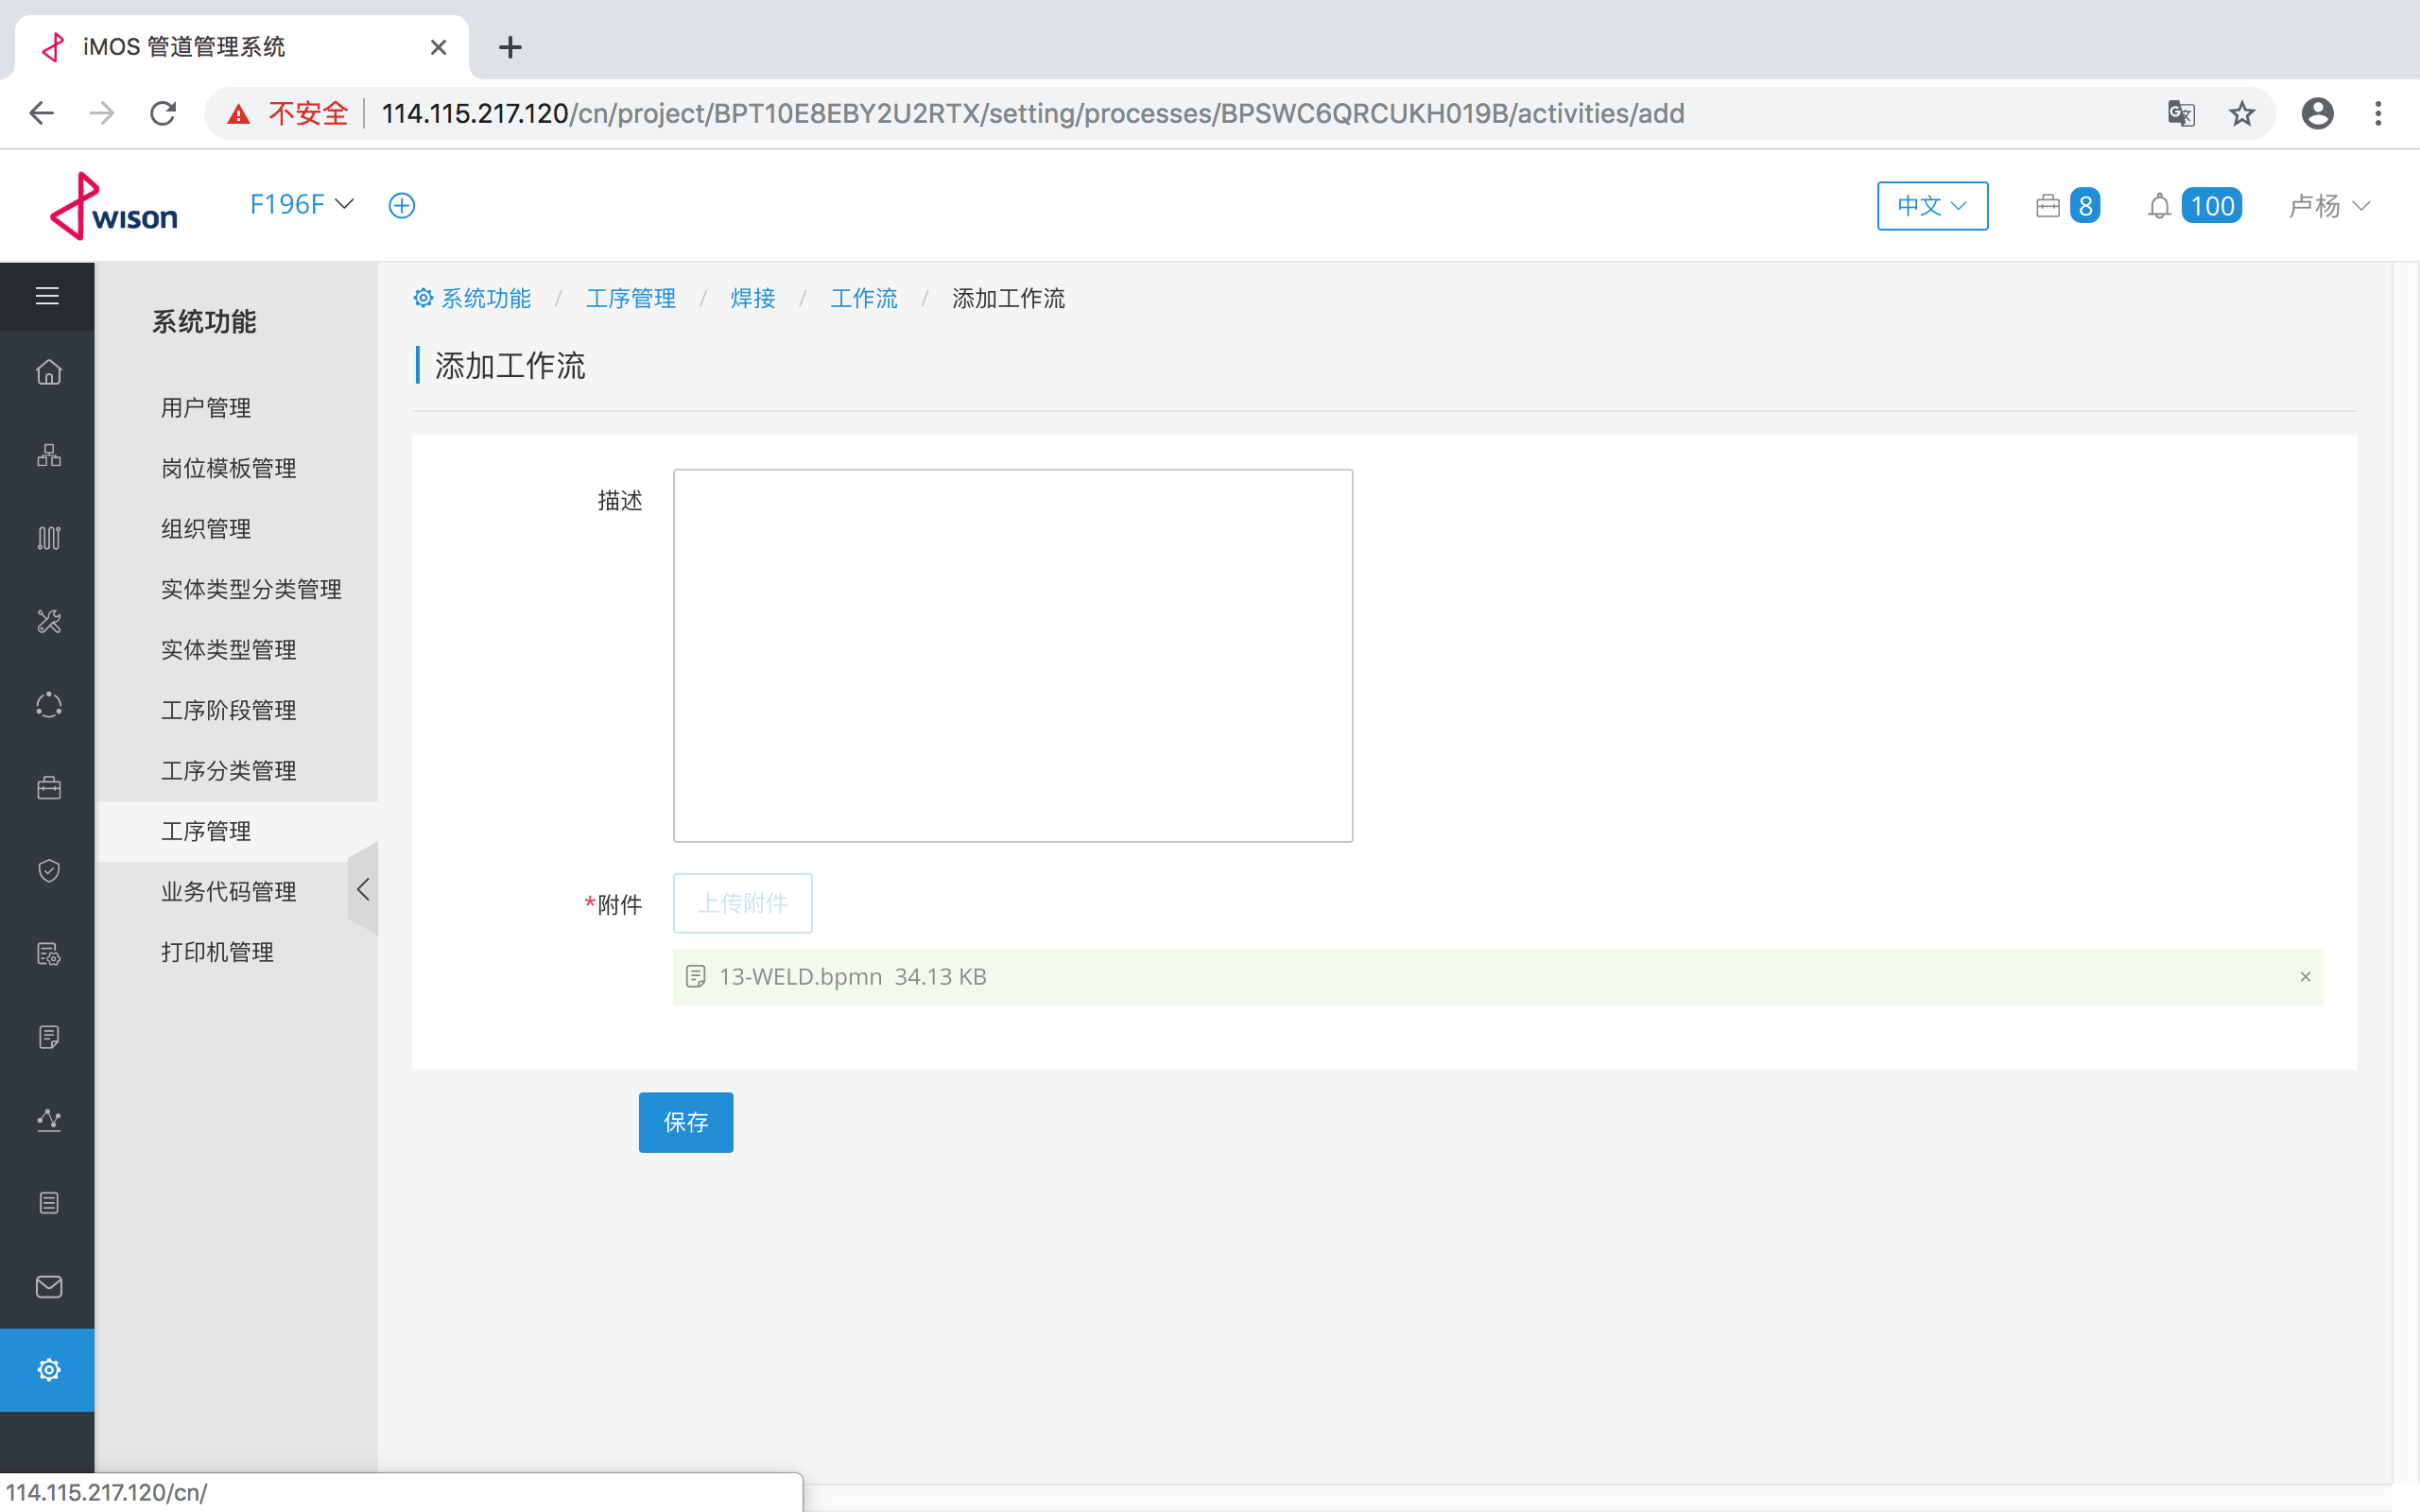 iMOS 管道管理系统
不安全 114.115.217.120/cn/project/BPT10E8EBY2U2RTX/setting/processes/BPSWC6QRCUKH019B/activities/add
wison F196F 中文 8 100 卢杨
系统功能 / 工序管理 / 焊接 / 工作流 / 添加工作流
系统功能
用户管理
岗位模板管理
组织管理
实体类型分类管理
实体类型管理
工序阶段管理
工序分类管理
工序管理
业务代码管理
打印机管理
添加工作流
描述
*附件 上传附件
13-WELD.bpmn 34.13 KB
保存
114.115.217.120/cn/